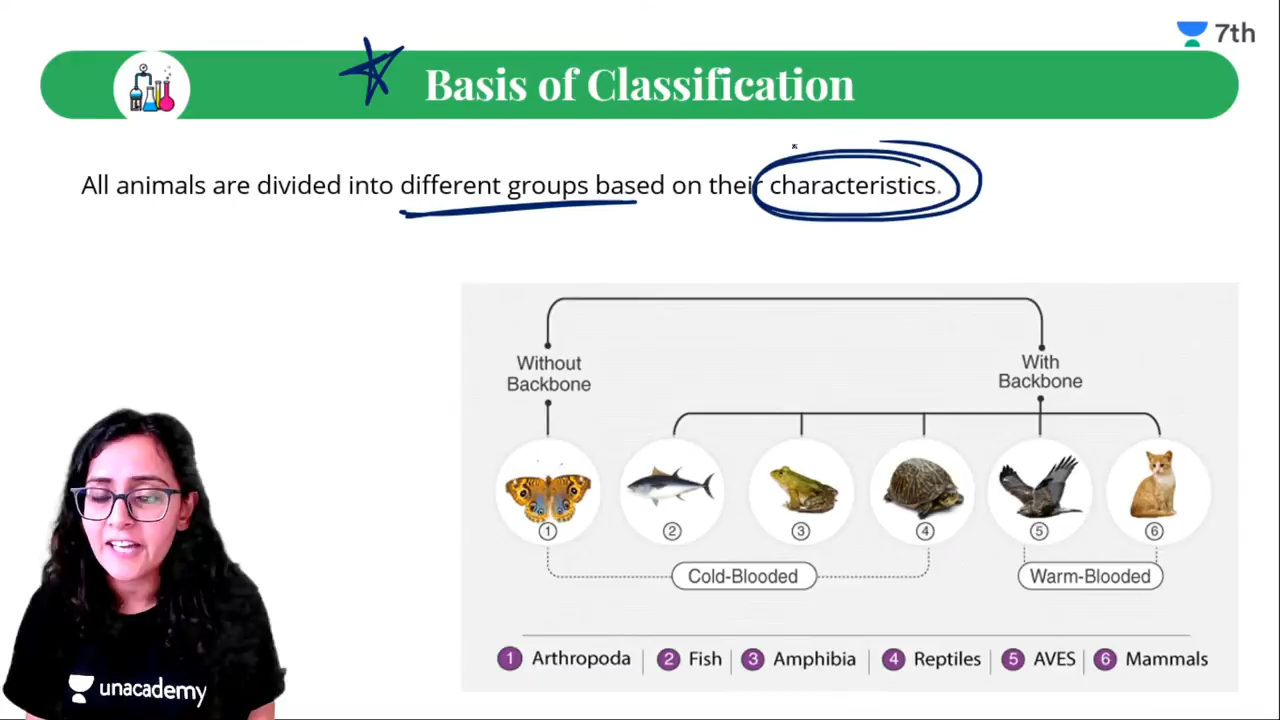 7th
Basis of Classification
All animals are divided into different groups based on their characteristics.
Without
Backbone
With
Backbone
1
2
3
4
5
6
Cold-Blooded
Warm-Blooded
1 Arthropoda | 2 Fish | 3 Amphibia | 4 Reptiles | 5 AVES | 6 Mammals
unacademy